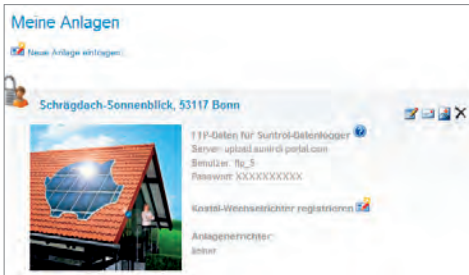 Meine Anlagen
Neue Anlage eintragen
Schrägdach-Sonnenblick, 53117 Bonn
FTP-Daten für Suntrol-Datenlogger
Server: upload.suntrol-portal.com
Benutzer: ftp_5
Passwort: XXXXXXXXXX
Kostal-Wechselrichter registrieren
Anlagenerrichter:
keiner